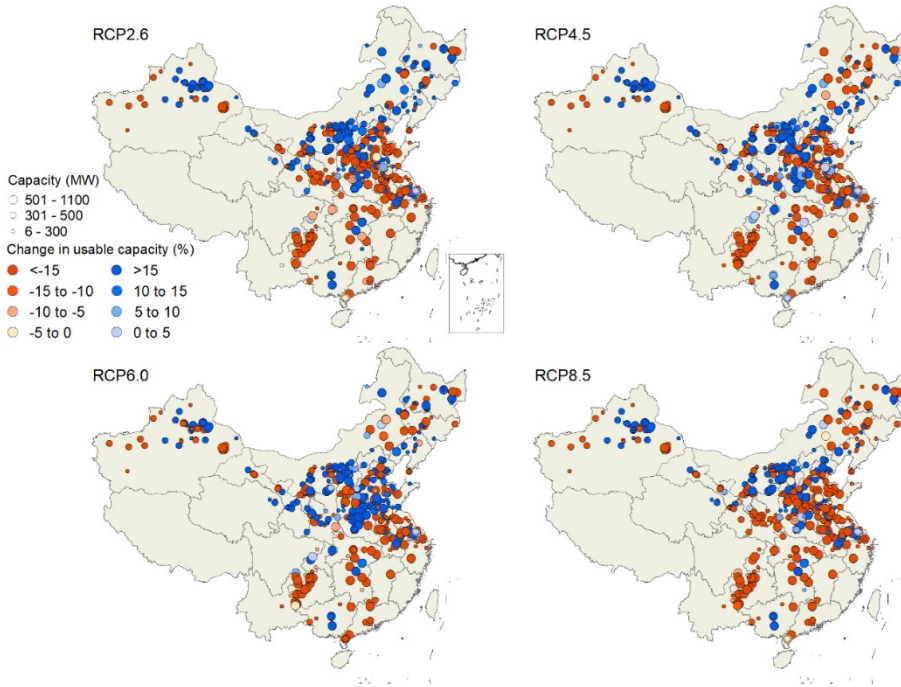 RCP2.6
RCP4.5
Capacity (MW)
501 - 1100
301 - 500
6 - 300
Change in usable capacity (%)
<-15
>15
-15 to -10
10 to 15
-10 to -5
5 to 10
-5 to 0
0 to 5
RCP6.0
RCP8.5